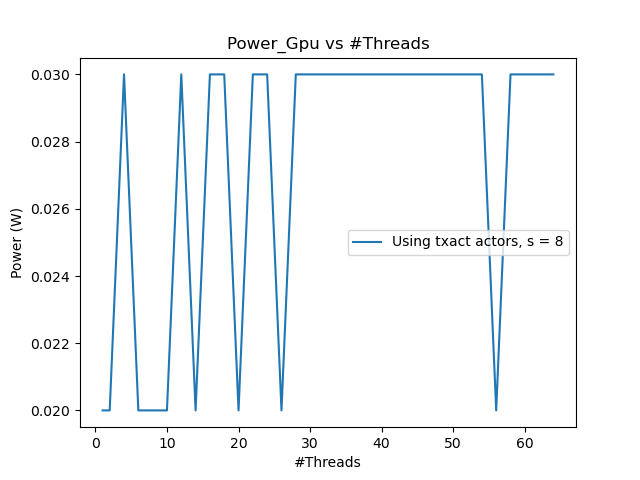 Power_Gpu vs #Threads
0.030
0.028
0.026
0.024
0.022
0.020
Power (W)
Using txact actors, s = 8
0 10 20 30 40 50 60
#Threads